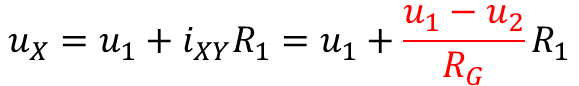 $u_X = u_1 + i_{XY}R_1 = u_1 + \frac{u_1 - u_2}{R_G}R_1$